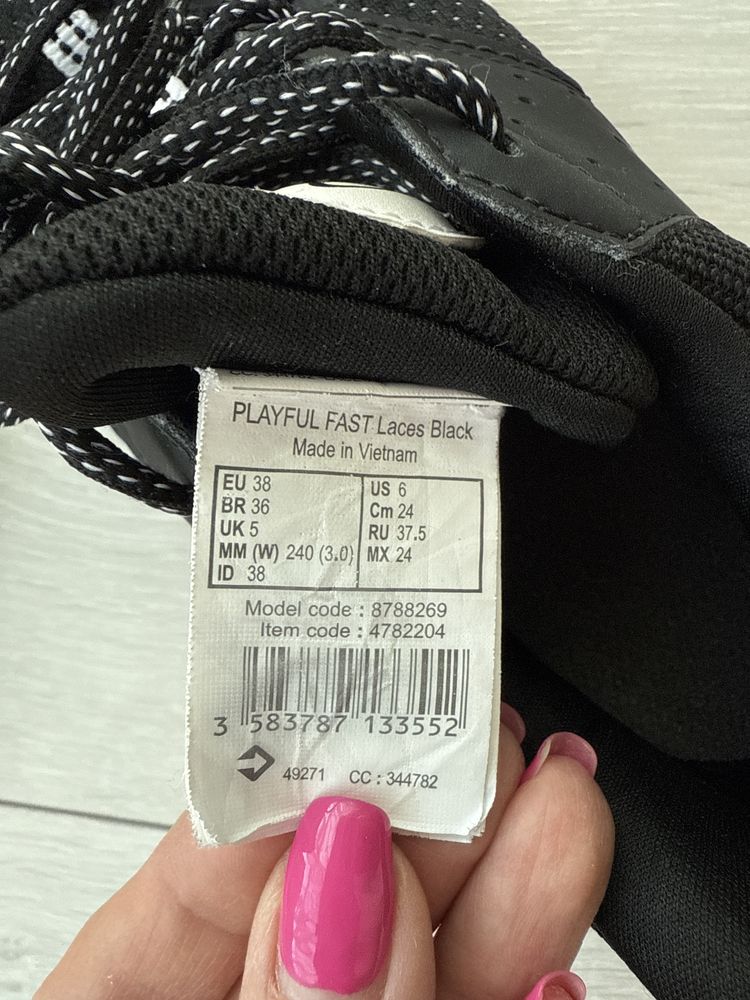 PLAYFUL FAST Laces Black
Made in Vietnam
EU 38
BR 36
UK 5
MM (W) 240 (3.0)
ID 38
US 6
Cm 24
RU 37.5
MX 24
Model code : 8788269
Item code : 4782204
3 583787 133552
49271 CC : 344782